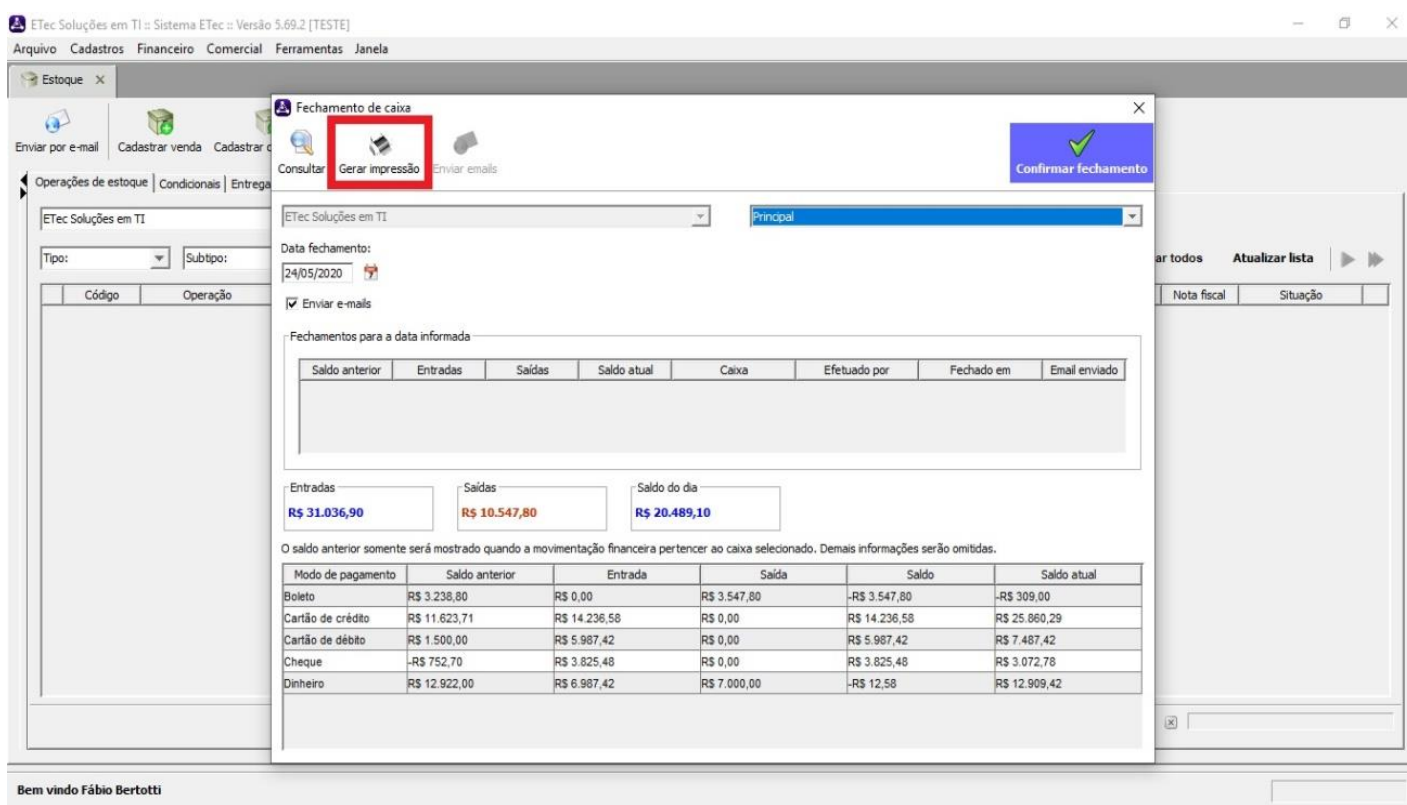 ETec Soluções em TI :: Sistema ETec :: Versão 5.69.2 [TESTE]
Arquivo Cadastros Financeiro Comercial Ferramentas Janela
Estoque
Fechamento de caixa
Enviar por e-mail Cadastrar venda Cadastrar
Consultar Gerar impressão Enviar emails Confirmar fechamento
Operações de estoque Condicionais Entrega
ETec Soluções em TI
ETec Soluções em TI Principal
Data fechamento:
Tipo: Subtipo: ar todos Atualizar lista
24/05/2020
Código Operação Nota fiscal Situação
Enviar e-mails
Fechamentos para a data informada
Saldo anterior Entradas Saídas Saldo atual Caixa Efetuado por Fechado em Email enviado
Entradas Saídas Saldo do dia
R$ 31.036,90 R$ 10.547,80 R$ 20.489,10
O saldo anterior somente será mostrado quando a movimentação financeira pertencer ao caixa selecionado. Demais informações serão omitidas.
Modo de pagamento Saldo anterior Entrada Saída Saldo Saldo atual
Boleto R$ 3.238,80 R$ 0,00 R$ 3.547,80 -R$ 3.547,80 -R$ 309,00
Cartão de crédito R$ 11.623,71 R$ 14.236,58 R$ 0,00 R$ 14.236,58 R$ 25.860,29
Cartão de débito R$ 1.500,00 R$ 5.987,42 R$ 0,00 R$ 5.987,42 R$ 7.487,42
Cheque -R$ 752,70 R$ 3.825,48 R$ 0,00 R$ 3.825,48 R$ 3.072,78
Dinheiro R$ 12.922,00 R$ 6.987,42 R$ 7.000,00 -R$ 12,58 R$ 12.909,42
Bem vindo Fábio Bertotti